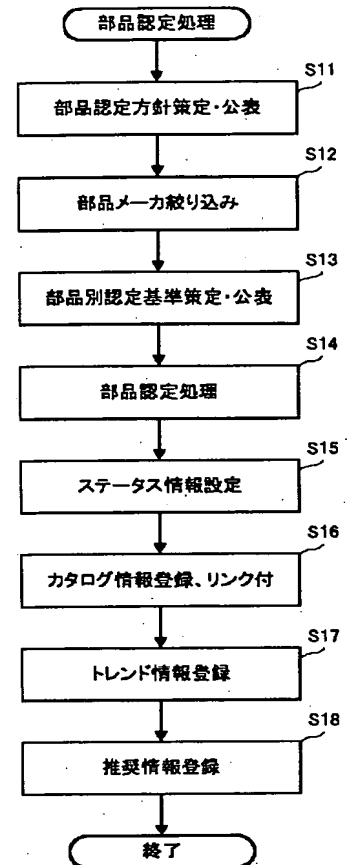 部品認定処理
S11
部品認定方針策定・公表
S12
部品メーカ絞り込み
S13
部品別認定基準策定・公表
S14
部品認定処理
S15
ステータス情報設定
S16
カタログ情報登録、リンク付
S17
トレンド情報登録
S18
推奨情報登録
終了